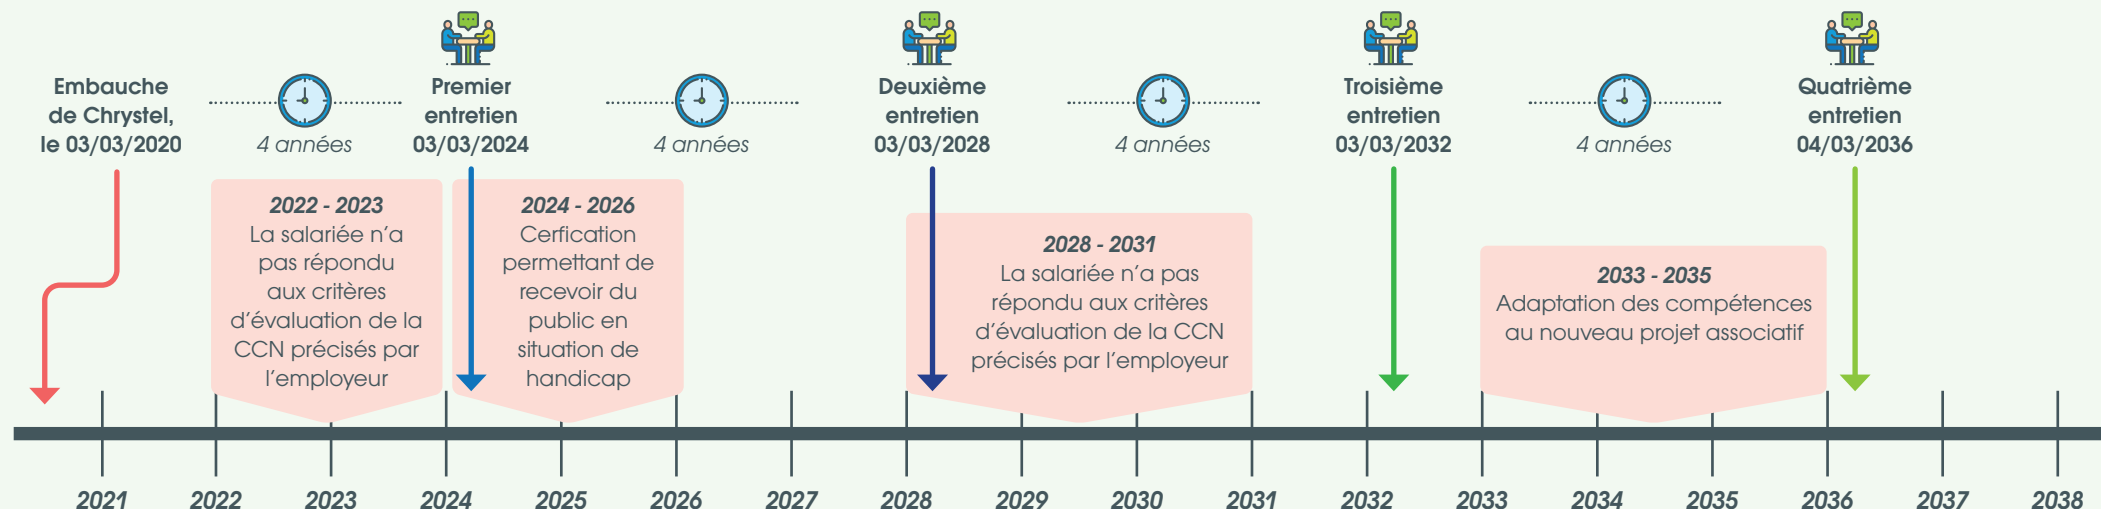 Embauche
de Chrystel,
le 03/03/2020
4 années
Premier
entretien
03/03/2024
4 années
Deuxième
entretien
03/03/2028
4 années
Troisième
entretien
03/03/2032
4 années
Quatrième
entretien
04/03/2036
2022 - 2023
La salariée n’a
pas répondu
aux critères
d’évaluation de la
CCN précisés par
l’employeur
2024 - 2026
Cerfication
permettant de
recevoir du
public en
situation de
handicap
2028 - 2031
La salariée n’a pas
répondu aux critères
d’évaluation de la CCN
précisés par l’employeur
2033 - 2035
Adaptation des compétences
au nouveau projet associatif
2021 2022 2023 2024 2025 2026 2027 2028 2029 2030 2031 2032 2033 2034 2035 2036 2037 2038